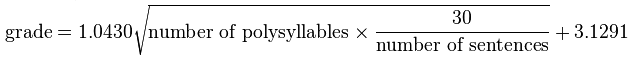 grade = 1.0430 √(number of polysyllables × 30 / number of sentences) + 3.1291